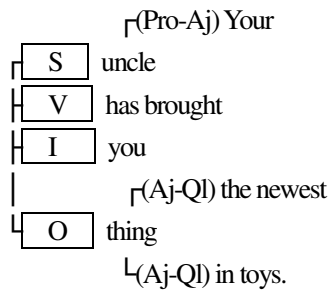 (Pro-Aj) Your
S uncle
V has brought
I you
(Aj-Ql) the newest
O thing
(Aj-Ql) in toys.